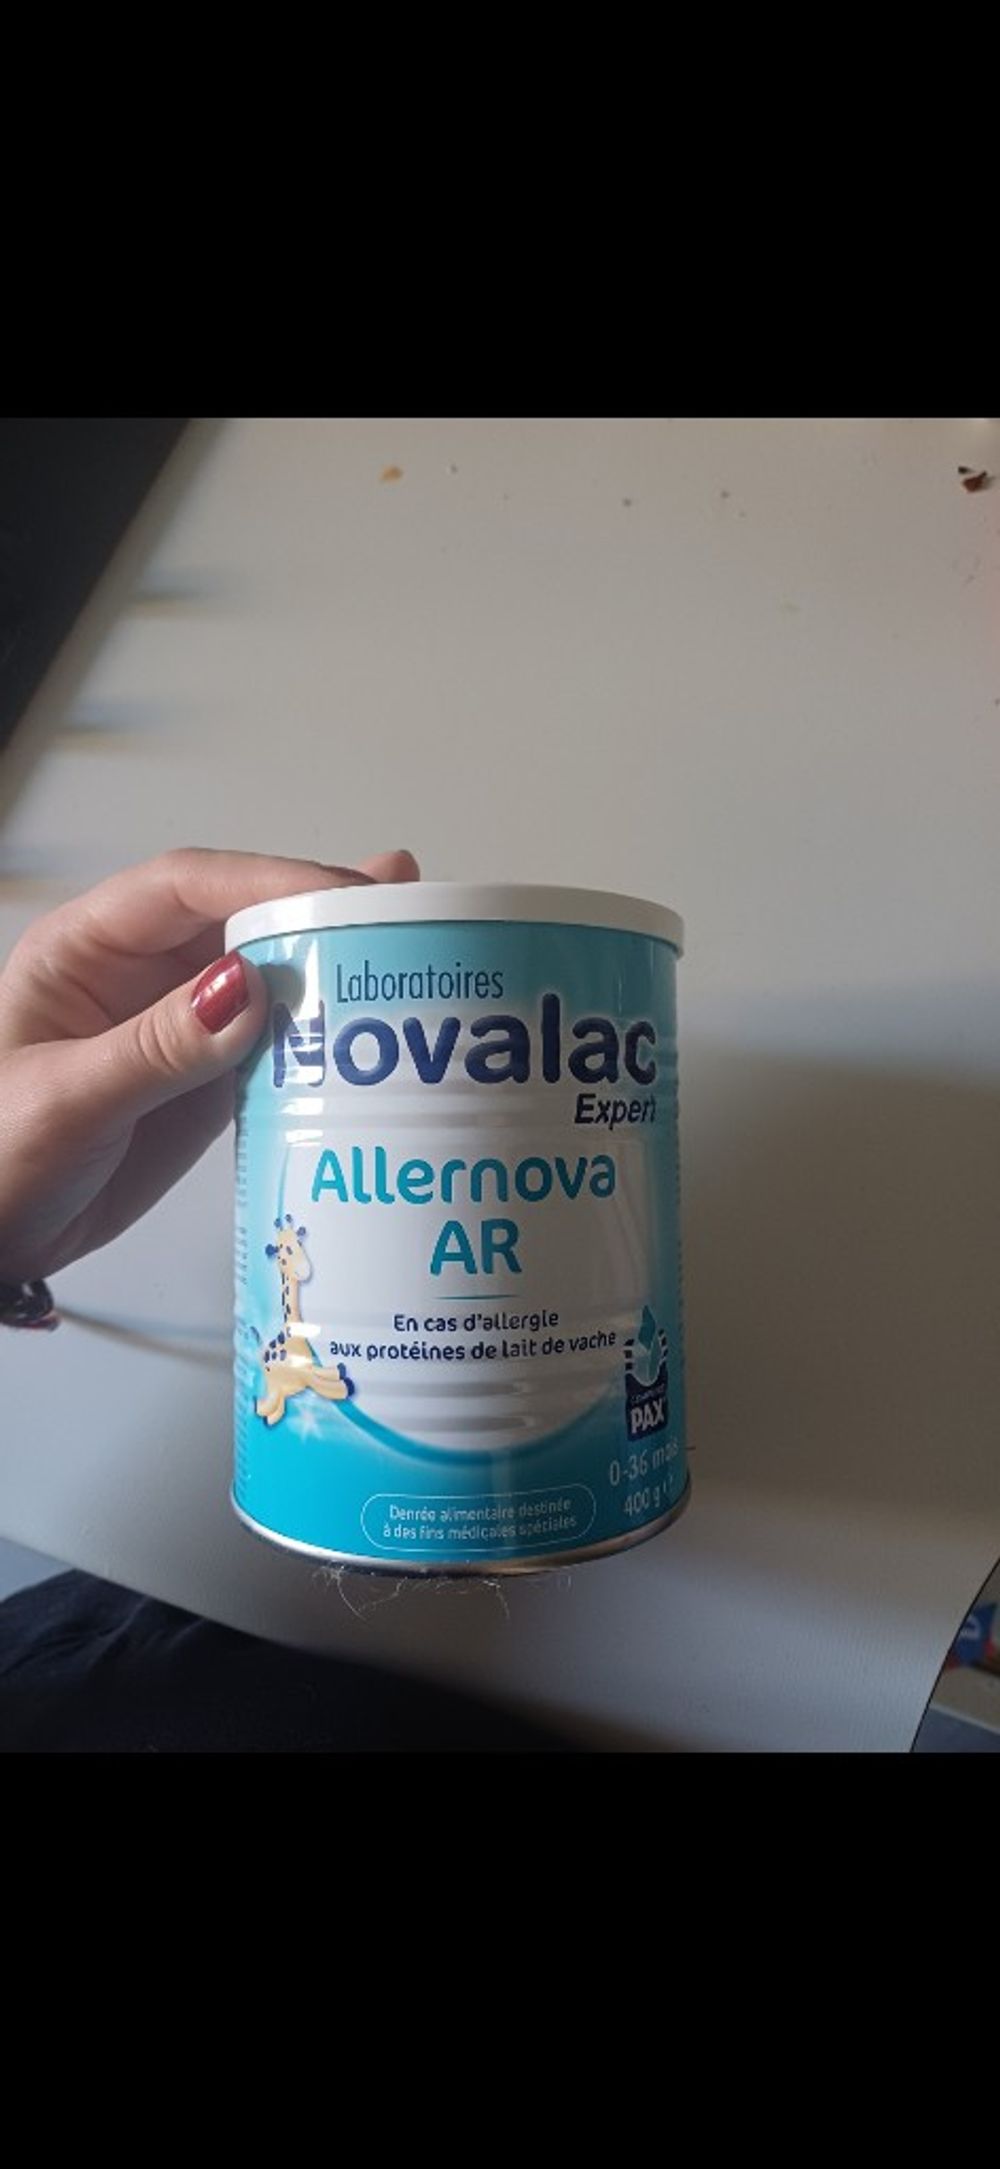 Laboratoires
Novalac
Expert
Allernova
AR
En cas d'allergie
aux protéines de lait de vache
PAX
0-36 mois
400 g
Denrée alimentaire destinée
à des fins médicales spéciales